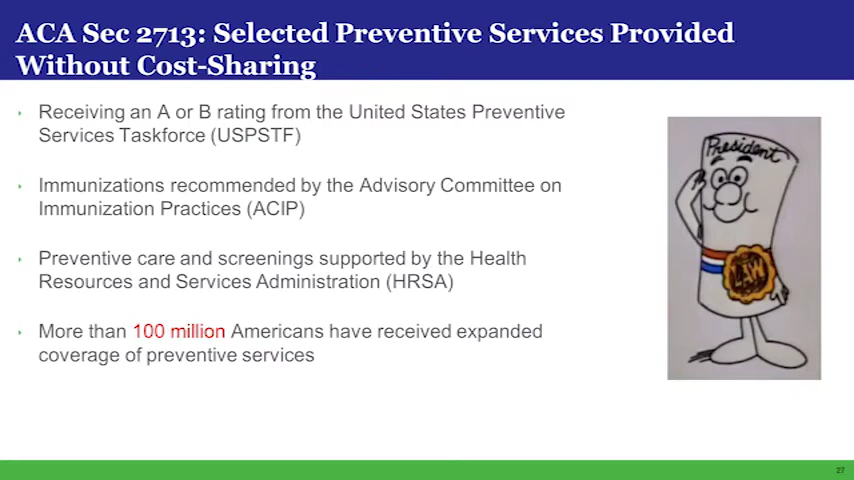 ACA Sec 2713: Selected Preventive Services Provided
Without Cost-Sharing
Receiving an A or B rating from the United States Preventive
Services Taskforce (USPSTF)
Immunizations recommended by the Advisory Committee on
Immunization Practices (ACIP)
Preventive care and screenings supported by the Health
Resources and Services Administration (HRSA)
More than 100 million Americans have received expanded
coverage of preventive services
President
LAW
27